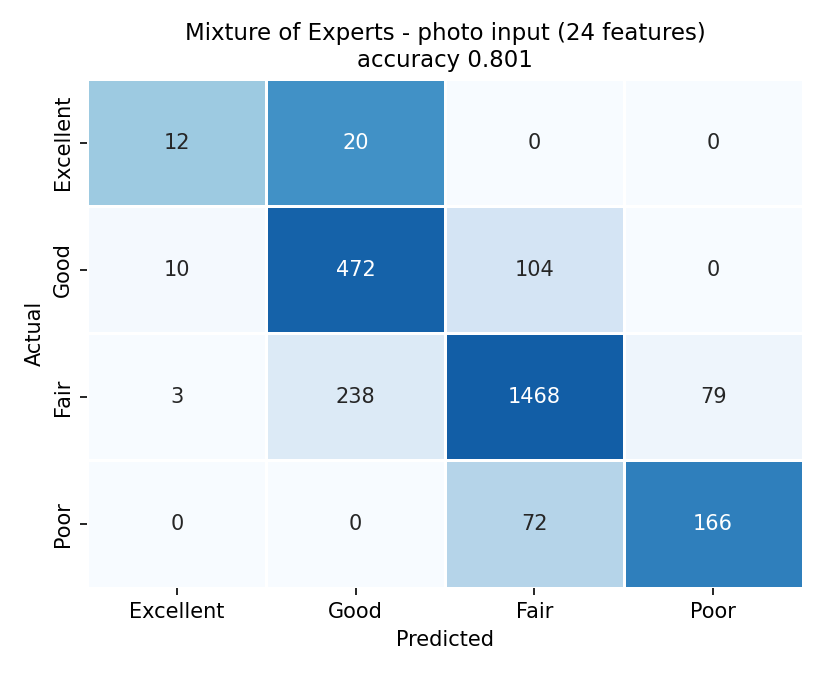 Mixture of Experts - photo input (24 features)
accuracy 0.801
Actual
Excellent 12 20 0 0
Good 10 472 104 0
Fair 3 238 1468 79
Poor 0 0 72 166
Excellent Good Fair Poor
Predicted